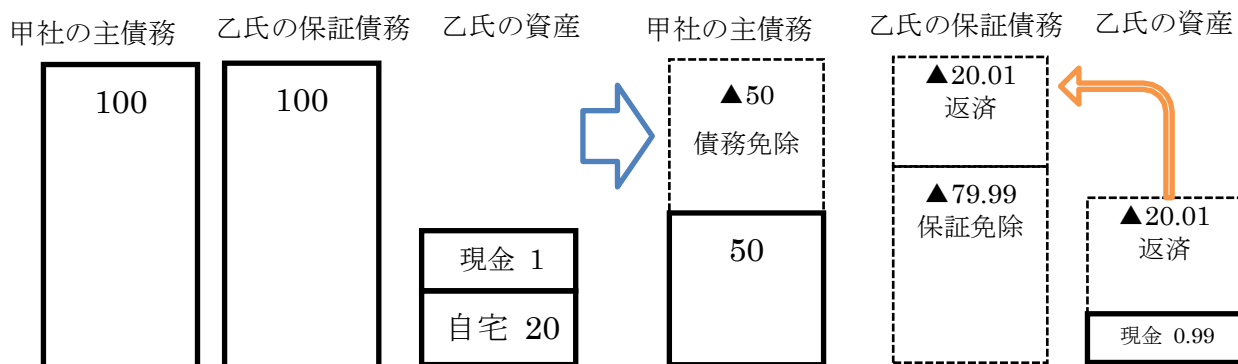 甲社の主債務
乙氏の保証債務
乙氏の資産
甲社の主債務
乙氏の保証債務
乙氏の資産
100
100
現金 1
自宅 20
▲50
債務免除
50
▲20.01
返済
▲79.99
保証免除
▲20.01
返済
現金 0.99